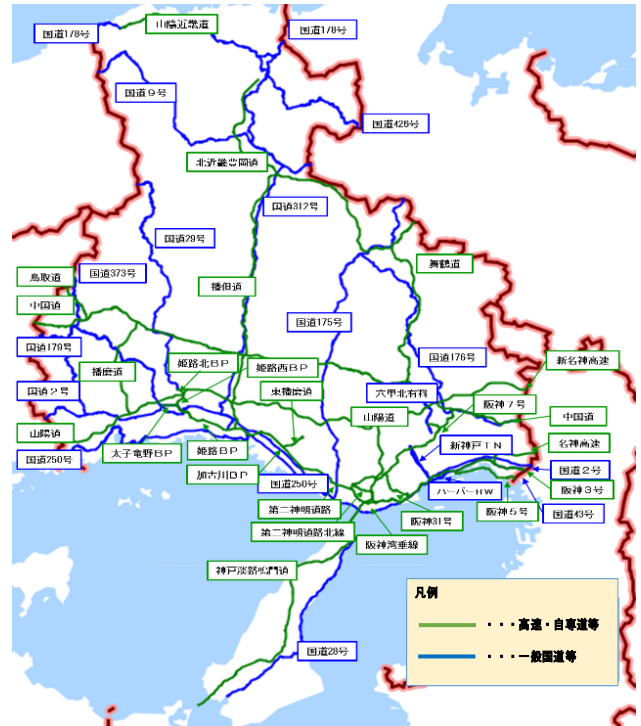 山陰近畿道
国道178号
国道178号
国道9号
国道426号
北近畿豊岡道
国道312号
国道29号
舞鶴道
鳥取道
国道373号
播但道
中国道
国道175号
国道179号
国道176号
新名神高速
姫路北BP
姫路西BP
播磨道
国道2号
東播磨道
六甲北有料
阪神7号
山陽道
中国道
山陽道
新神戸TN
名神高速
太子竜野BP
姫路BP
国道250号
加古川BP
国道2号
国道250号
ハーバーHW
阪神3号
第二神明道路
阪神5号
国道43号
阪神31号
第二神明道路北線
阪神湾岸線
神戸淡路鳴門道
凡例
・・・高速・自専道等
・・・一般国道等
国道28号